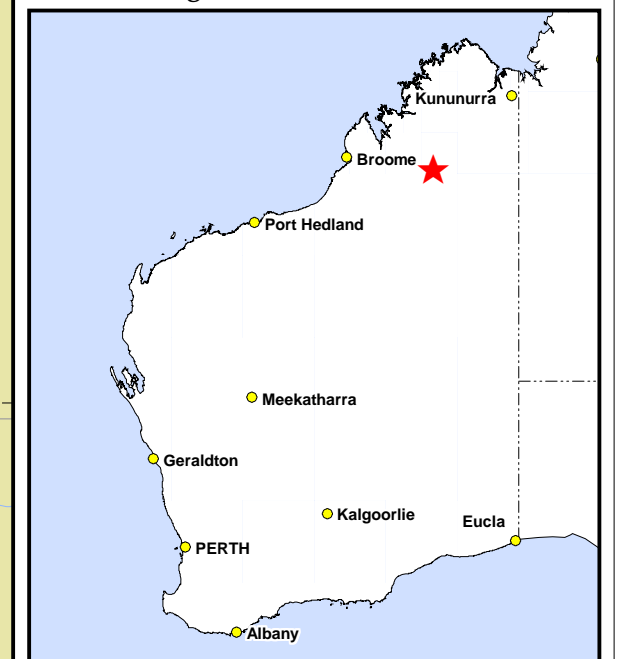 Kununurra
Broome
Port Hedland
Meekatharra
Geraldton
Kalgoorlie
Eucla
PERTH
Albany